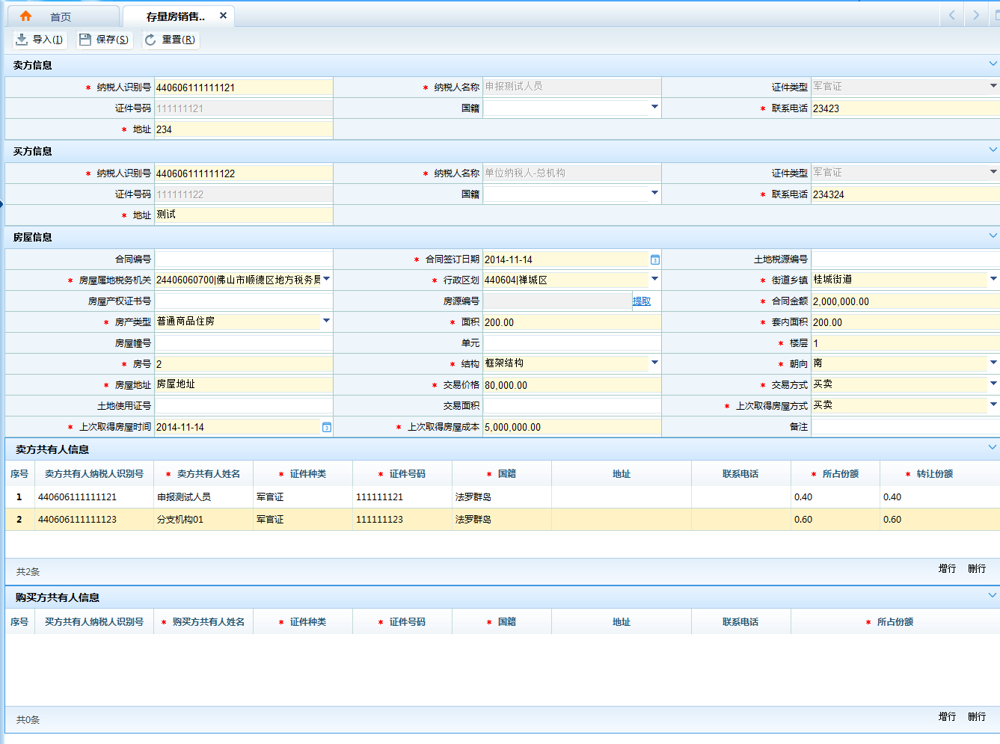 首页 存量房销售..
导入(I) 保存(S) 重置(R)
卖方信息
* 纳税人识别号 440606111111121 * 纳税人名称 申报测试人员 证件类型 军官证
证件号码 111111121 国籍 * 联系电话 23423
* 地址 234
买方信息
* 纳税人识别号 440606111111122 * 纳税人名称 单位纳税人-总机构 证件类型 军官证
证件号码 111111122 国籍 * 联系电话 234324
* 地址 测试
房屋信息
合同编号 * 合同签订日期 2014-11-14 土地税源编号
* 房屋属地税务机关 24406060700|佛山市顺德区地方税务局 * 行政区划 440604|禅城区 * 街道乡镇 桂城街道
房屋产权证书号 房源编号 提取 * 合同金额 2,000,000.00
* 房产类型 普通商品住房 * 面积 200.00 * 套内面积 200.00
房屋幢号 单元 * 楼层 1
* 房号 2 * 结构 框架结构 * 朝向 南
* 房屋地址 房屋地址 * 交易价格 80,000.00 * 交易方式 买卖
土地使用证号 交易面积 * 上次取得房屋方式 买卖
* 上次取得房屋时间 2014-11-14 * 上次取得房屋成本 5,000,000.00 备注
卖方共有人信息
序号 卖方共有人纳税人识别号 * 卖方共有人姓名 * 证件种类 * 证件号码 * 国籍 地址 联系电话 * 所占份额 * 转让份额
1 440606111111121 申报测试人员 军官证 111111121 法罗群岛 0.40 0.40
2 440606111111123 分支机构01 军官证 111111123 法罗群岛 0.60 0.60
共2条 增行 删行
购买方共有人信息
序号 买方共有人纳税人识别号 * 购买方共有人姓名 * 证件种类 * 证件号码 * 国籍 地址 联系电话 * 所占份额
共0条 增行 删行